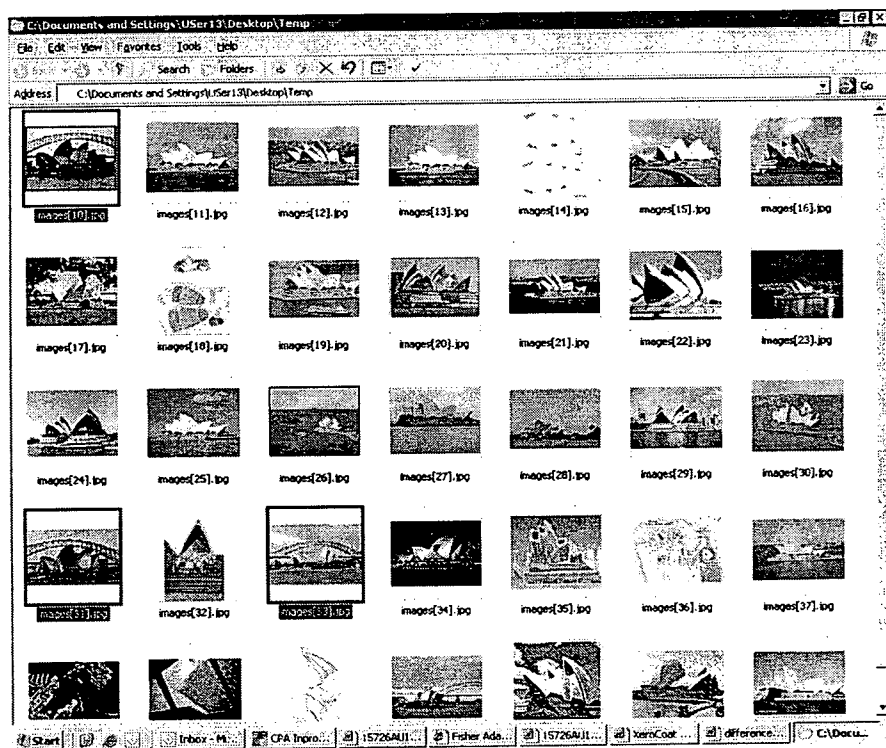 C:\Documents and Settings\USer13\Desktop\Temp
File Edit View Favorites Tools Help
Search Folders
Address C:\Documents and Settings\USer13\Desktop\Temp Go
images[10].jpg images[11].jpg images[12].jpg images[13].jpg images[14].jpg images[15].jpg images[16].jpg
images[17].jpg images[18].jpg images[19].jpg images[20].jpg images[21].jpg images[22].jpg images[23].jpg
images[24].jpg images[25].jpg images[26].jpg images[27].jpg images[28].jpg images[29].jpg images[30].jpg
images[31].jpg images[32].jpg images[33].jpg images[34].jpg images[35].jpg images[36].jpg images[37].jpg
Start Inbox - M... CPA Inpro... 15726AU1... Fisher Ada... 15726AU1... XernCoat difference... C:\Docu...